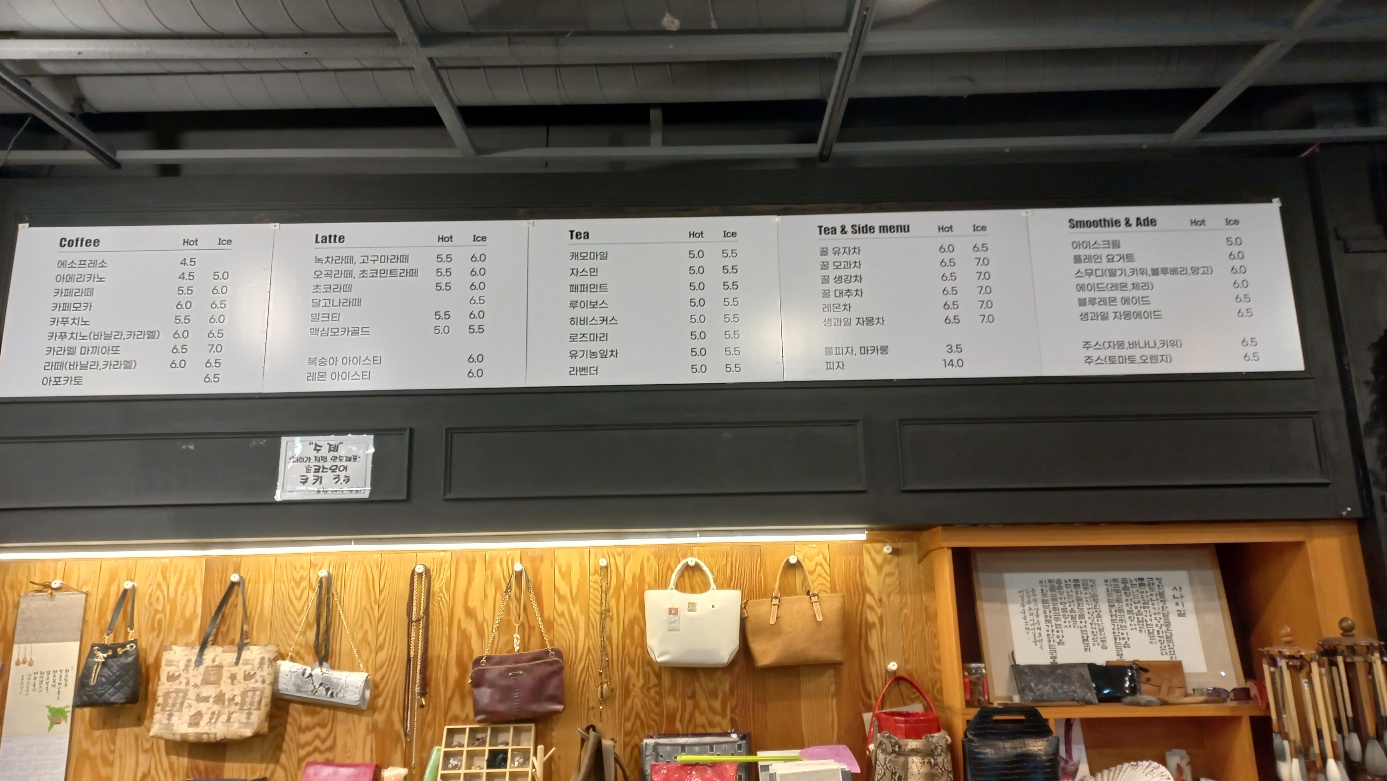 Coffee Hot Ice
에소프레소 4.5
아메리카노 4.5 5.0
카페라떼 5.5 6.0
카페모카 6.0 6.5
카푸치노 5.5 6.0
카푸치노(바닐라,카라멜) 6.0 6.5
카라멜 마끼아또 6.5 7.0
라떼(바닐라,카라멜) 6.0 6.5
아포카토 6.5
Latte Hot Ice
녹차라떼, 고구마라떼 5.5 6.0
오곡라떼, 초코민트라떼 5.5 6.0
초코라떼 5.5 6.0
달고나라떼 6.5
밀크티 5.5 6.0
맥심모카골드 5.0 5.5
복숭아 아이스티 6.0
레몬 아이스티 6.0
Tea Hot Ice
캐모마일 5.0 5.5
자스민 5.0 5.5
페퍼민트 5.0 5.5
루이보스 5.0 5.5
히비스커스 5.0 5.5
로즈마리 5.0 5.5
유기농잎차 5.0 5.5
라벤더 5.0 5.5
Tea & Side menu Hot Ice
꿀 유자차 6.0 6.5
꿀 모과차 6.5 7.0
꿀 생강차 6.5 7.0
꿀 대추차 6.5 7.0
레몬차 6.5 7.0
생과일 자몽차 6.5 7.0
롤피자, 마카롱 3.5
피자 14.0
Smoothie & Ade Hot Ice
아이스크림 5.0
플레인 요거트 6.0
스무디(딸기,키위,블루베리,망고) 6.0
에이드(레몬,체리) 6.0
블루레몬 에이드 6.5
생과일 자몽에이드 6.5
주스(자몽,바나나,키위) 6.5
주스(토마토,오렌지) 6.5
사나이길